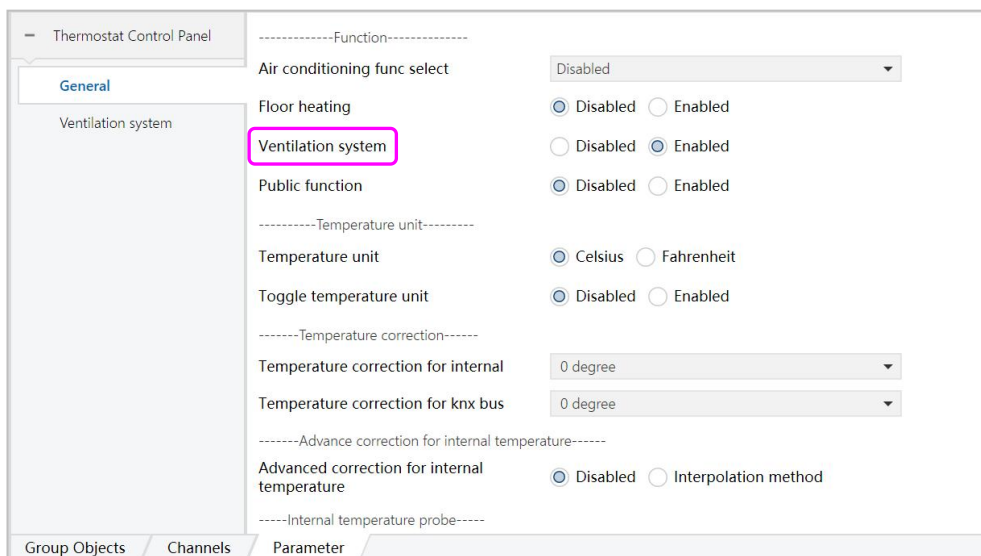 − Thermostat Control Panel
General
Ventilation system
-------------Function--------------
Air conditioning func select Disabled
Floor heating Disabled Enabled
Ventilation system Disabled Enabled
Public function Disabled Enabled
----------Temperature unit---------
Temperature unit Celsius Fahrenheit
Toggle temperature unit Disabled Enabled
-------Temperature correction------
Temperature correction for internal 0 degree
Temperature correction for knx bus 0 degree
-------Advance correction for internal temperature------
Advanced correction for internal
temperature Disabled Interpolation method
-----Internal temperature probe-----
Group Objects Channels Parameter